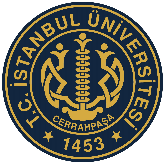 T.C. İSTANBUL ÜNİVERSİTESİ
CERRAHPAŞA
1453